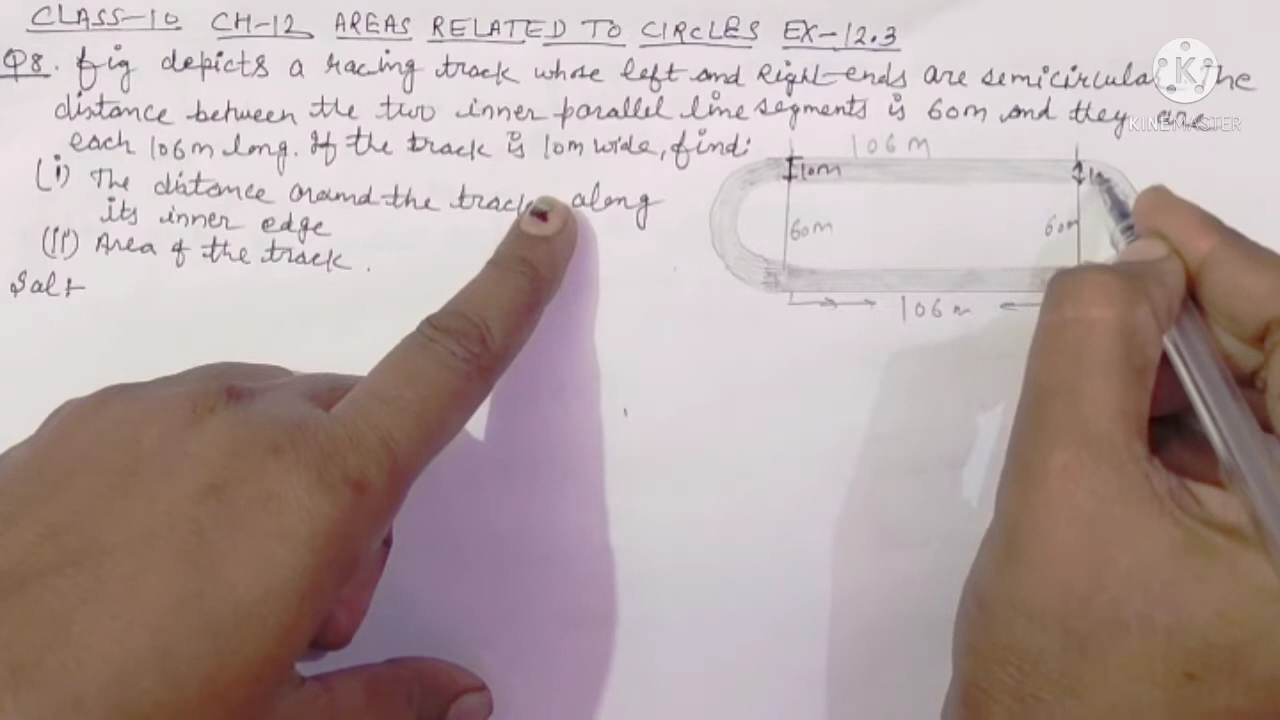 CLASS-10 CH-12 AREAS RELATED TO CIRCLES EX-12.3
Q8. fig depicts a racing track whose left and Right-ends are semicircular The
distance between the two inner parallel line segments is 60m and they are
each 106m long. If the track is 10m wide, find:
(i) The distance around the track along
its inner edge
(ii) Area of the track.
106m
10m
60m
60m
106m
K
KINEMASTER